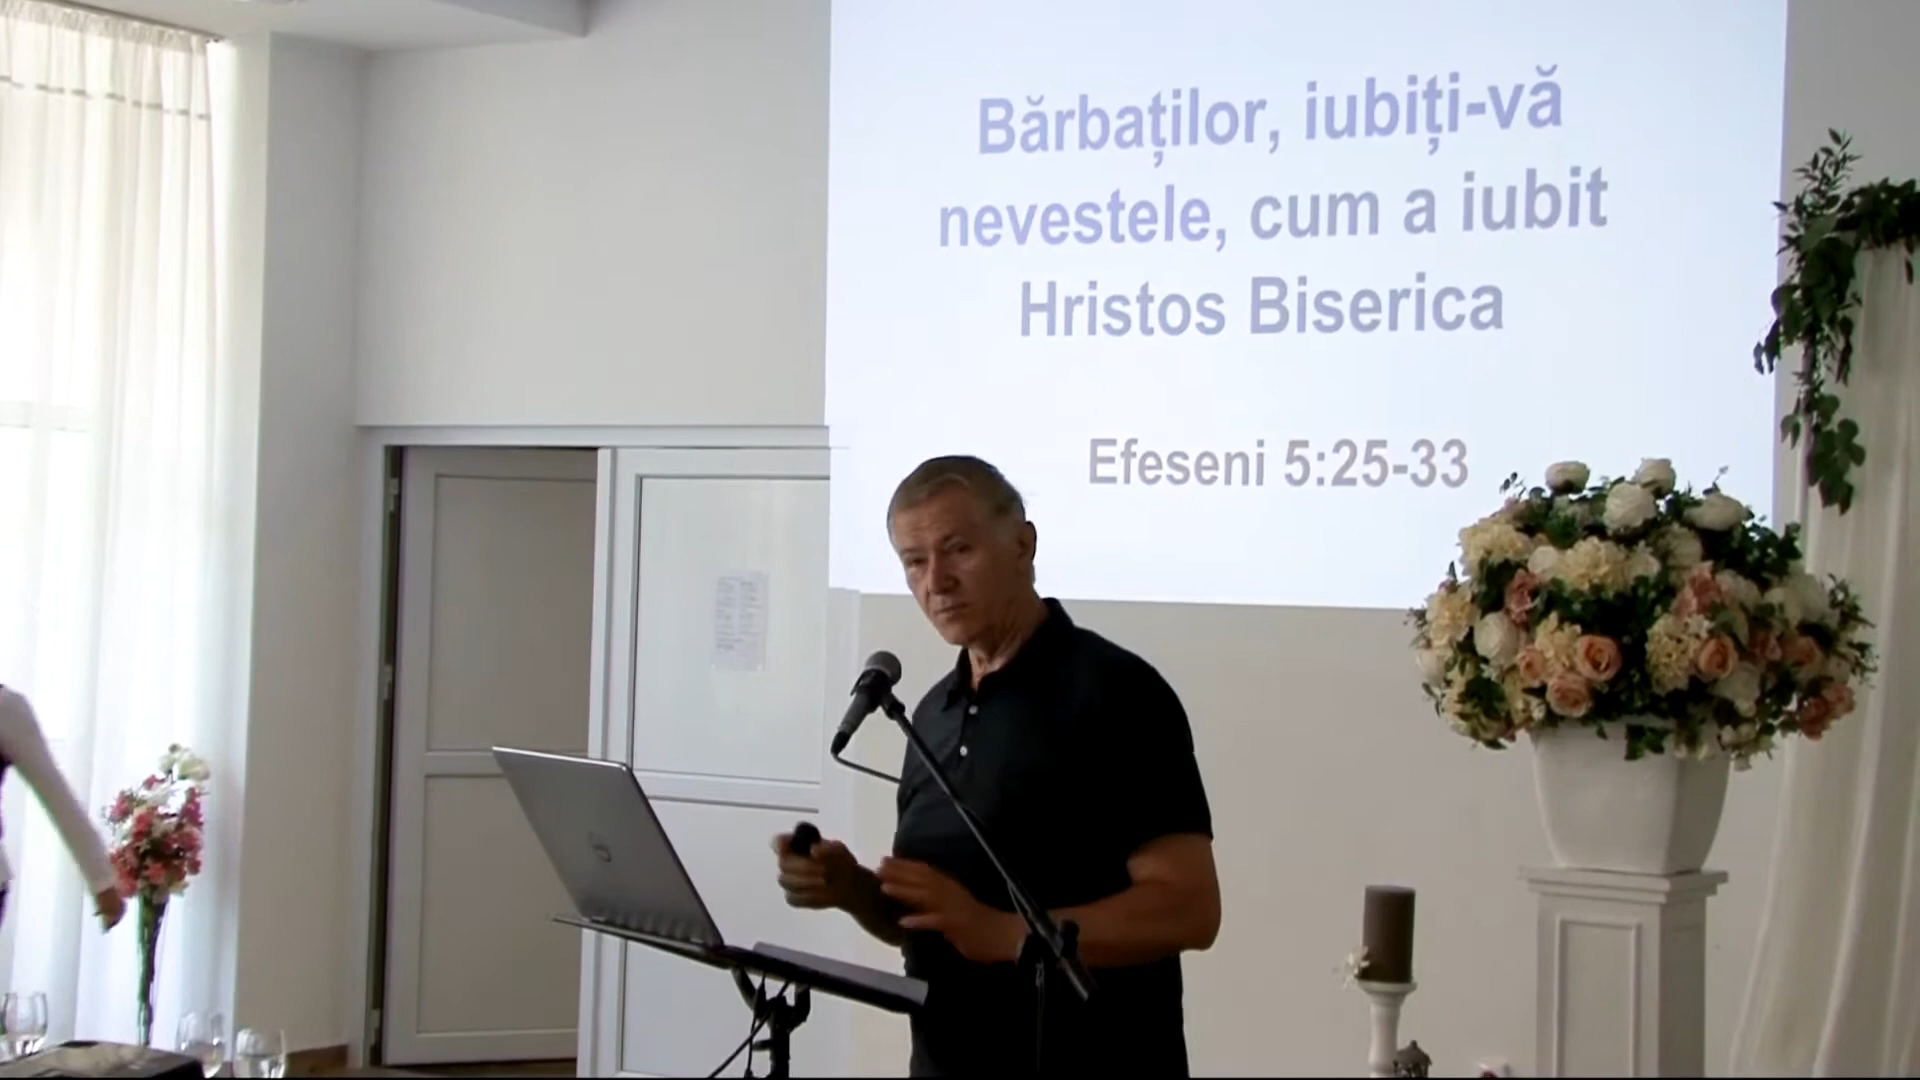 Bărbaților, iubiți-vă
nevestele, cum a iubit
Hristos Biserica
Efeseni 5:25-33